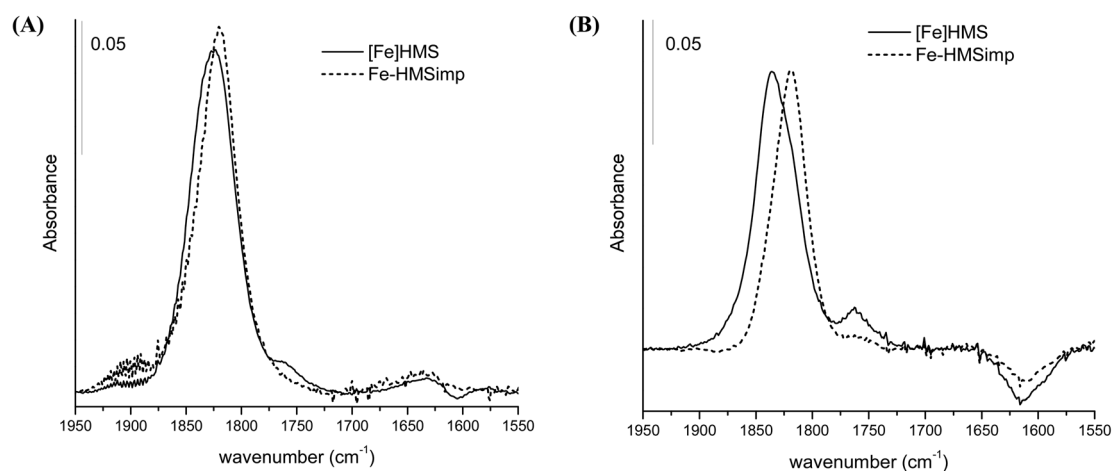 (A)
0.05
[Fe]HMS
Fe-HMSimp
Absorbance
1950 1900 1850 1800 1750 1700 1650 1600 1550
wavenumber (cm⁻¹)
(B)
0.05
[Fe]HMS
Fe-HMSimp
Absorbance
1950 1900 1850 1800 1750 1700 1650 1600 1550
wavenumber (cm⁻¹)